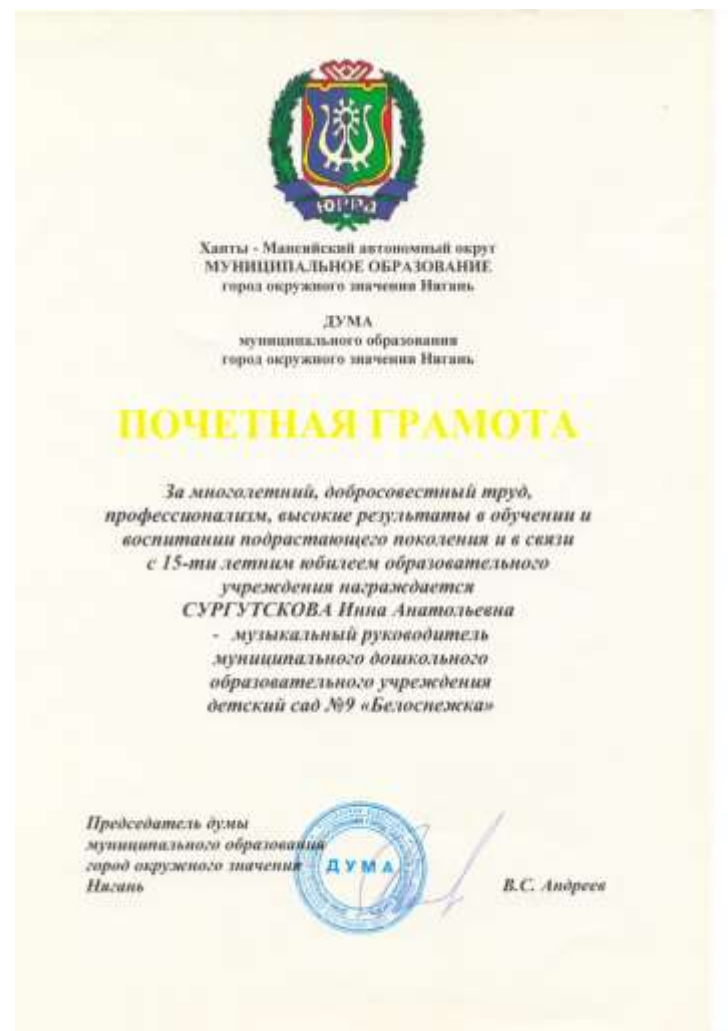 ЮГРА
Ханты - Мансийский автономный округ
МУНИЦИПАЛЬНОЕ ОБРАЗОВАНИЕ
город окружного значения Нягань
ДУМА
муниципального образования
город окружного значения Нягань
ПОЧЕТНАЯ ГРАМОТА
За многолетний, добросовестный труд,
профессионализм, высокие результаты в обучении и
воспитании подрастающего поколения и в связи
с 15-ти летним юбилеем образовательного
учреждения награждается
СУРГУТСКОВА Инна Анатольевна
- музыкальный руководитель
муниципального дошкольного
образовательного учреждения
детский сад №9 «Белоснежка»
Председатель думы
муниципального образования
город окружного значения
Нягань
ДУМА
В.С. Андреев